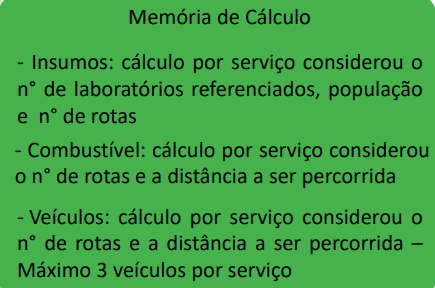 Memória de Cálculo
- Insumos: cálculo por serviço considerou o
n° de laboratórios referenciados, população
e n° de rotas
- Combustível: cálculo por serviço considerou
o n° de rotas e a distância a ser percorrida
- Veículos: cálculo por serviço considerou o
n° de rotas e a distância a ser percorrida –
Máximo 3 veículos por serviço